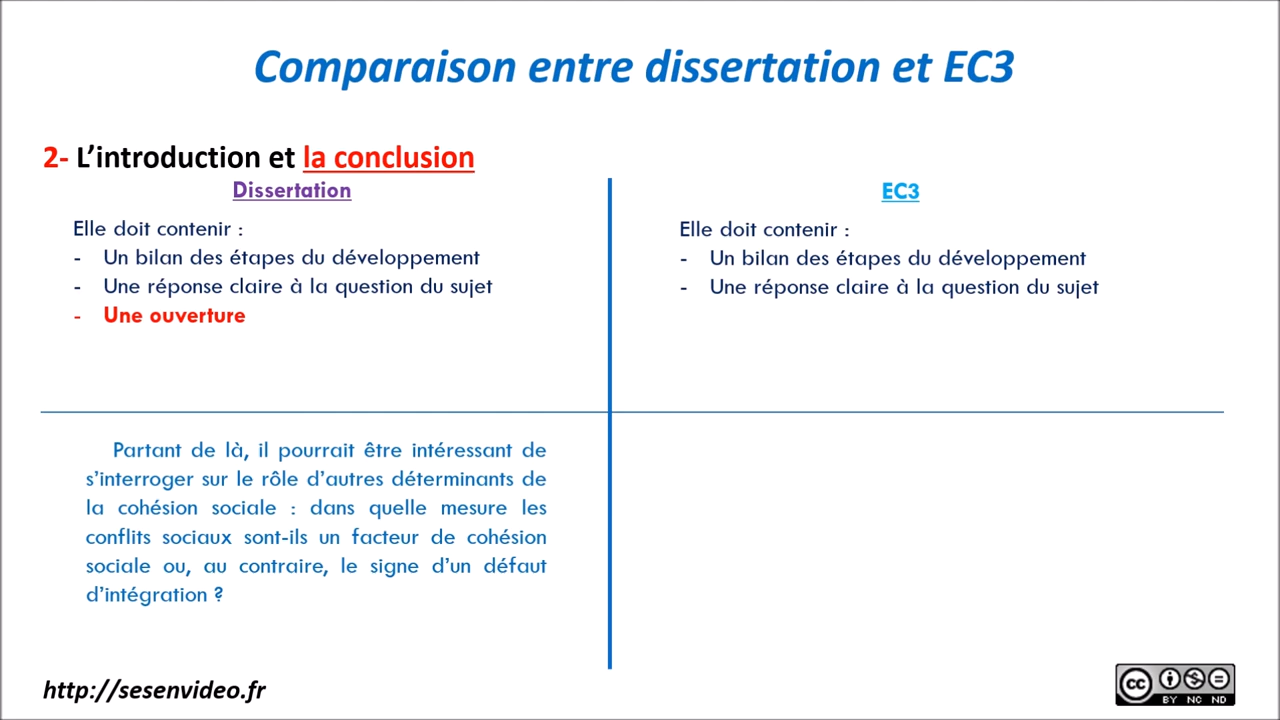 Comparaison entre dissertation et EC3
2- L’introduction et la conclusion
Dissertation
Elle doit contenir :
- Un bilan des étapes du développement
- Une réponse claire à la question du sujet
- Une ouverture
EC3
Elle doit contenir :
- Un bilan des étapes du développement
- Une réponse claire à la question du sujet
Partant de là, il pourrait être intéressant de
s’interroger sur le rôle d’autres déterminants de
la cohésion sociale : dans quelle mesure les
conflits sociaux sont-ils un facteur de cohésion
sociale ou, au contraire, le signe d’un défaut
d’intégration ?
http://sesenvideo.fr
cc
BY NC ND